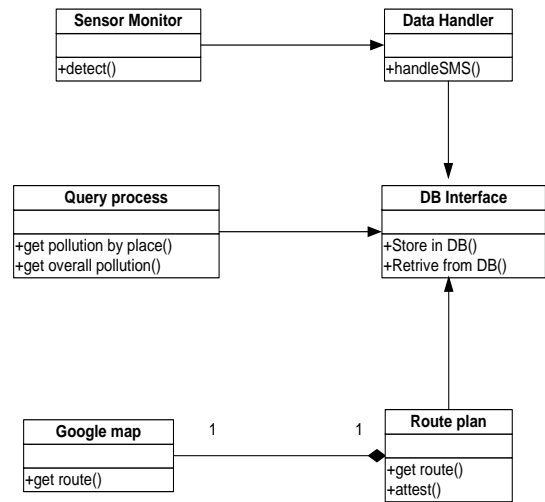 Sensor Monitor
+detect()
Data Handler
+handleSMS()
Query process
+get pollution by place()
+get overall pollution()
DB Interface
+Store in DB()
+Retrive from DB()
Google map
+get route()
1
1
Route plan
+get route()
+attest()